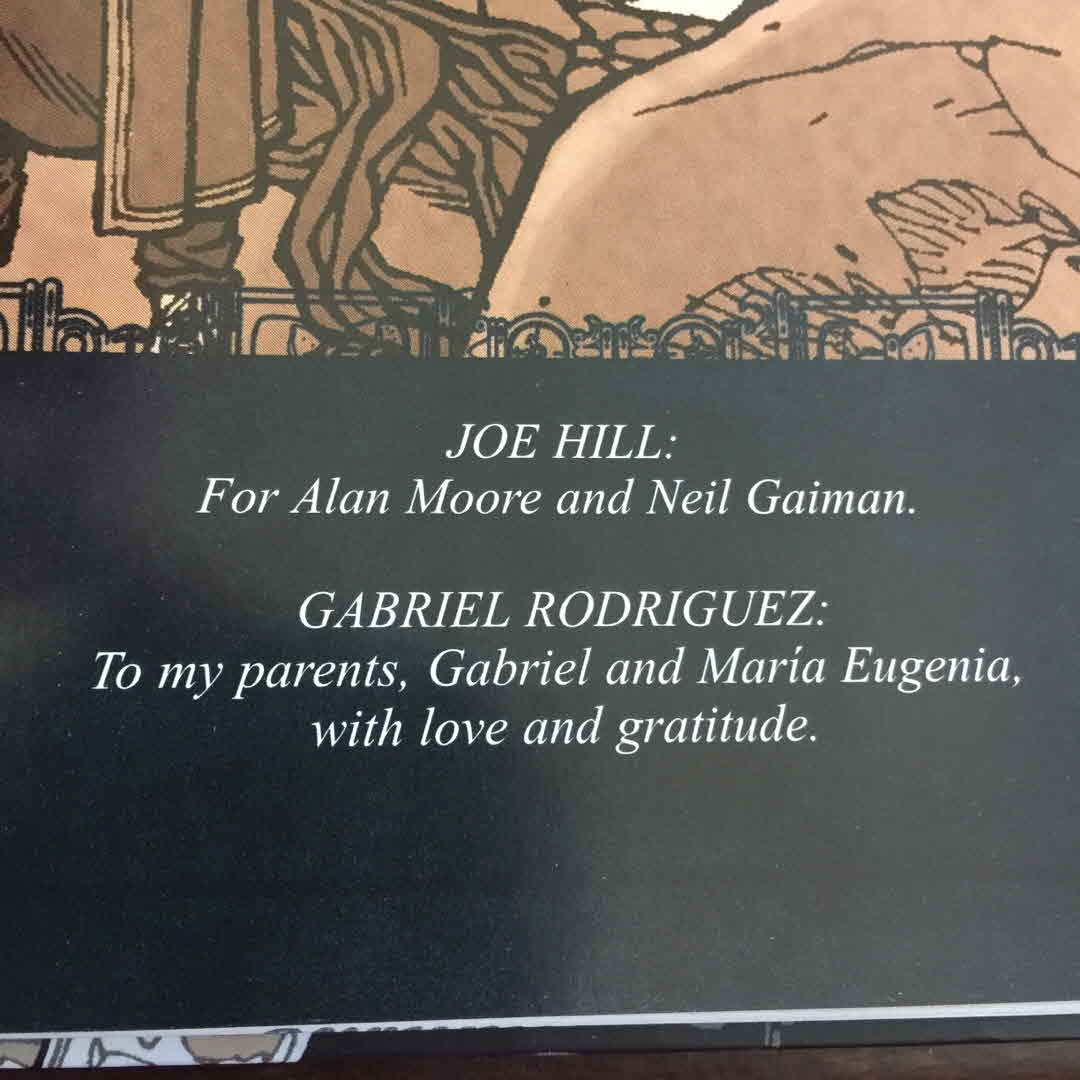 JOE HILL:
For Alan Moore and Neil Gaiman.
GABRIEL RODRIGUEZ:
To my parents, Gabriel and María Eugenia,
with love and gratitude.